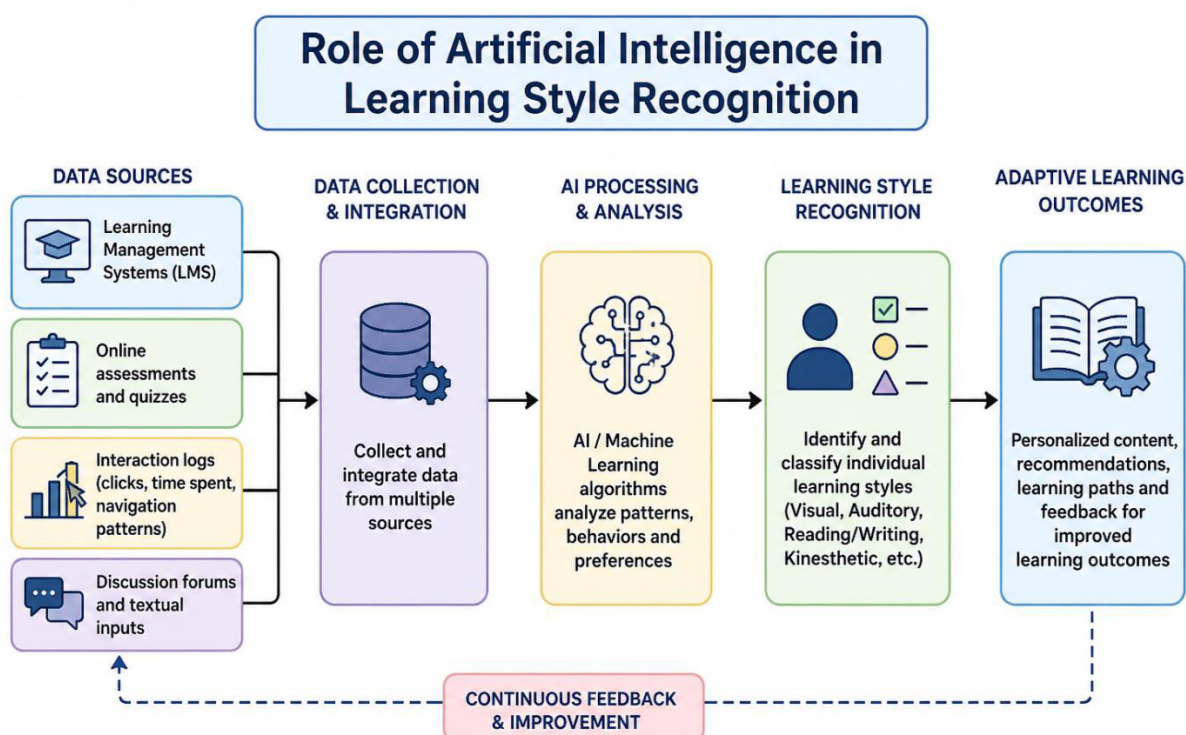 Role of Artificial Intelligence in
Learning Style Recognition
DATA SOURCES
Learning
Management
Systems (LMS)
Online
assessments
and quizzes
Interaction logs
(clicks, time spent,
navigation
patterns)
Discussion forums
and textual
inputs
DATA COLLECTION
& INTEGRATION
Collect and
integrate data
from multiple
sources
AI PROCESSING
& ANALYSIS
AI / Machine
Learning
algorithms
analyze patterns,
behaviors and
preferences
LEARNING STYLE
RECOGNITION
Identify and
classify individual
learning styles
(Visual, Auditory,
Reading/Writing,
Kinesthetic, etc.)
ADAPTIVE LEARNING
OUTCOMES
Personalized content,
recommendations,
learning paths and
feedback for
improved
learning outcomes
CONTINUOUS FEEDBACK
& IMPROVEMENT